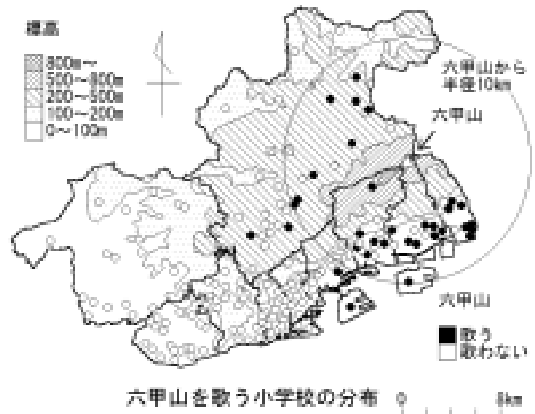 標高
800m～
500～800m
200～500m
100～200m
0～100m
六甲山から
半径10km
六甲山
六甲山
歌う
歌わない
六甲山を歌う小学校の分布
0 8km